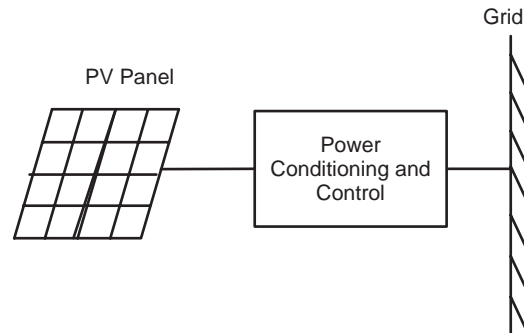 Grid
PV Panel
Power
Conditioning and
Control